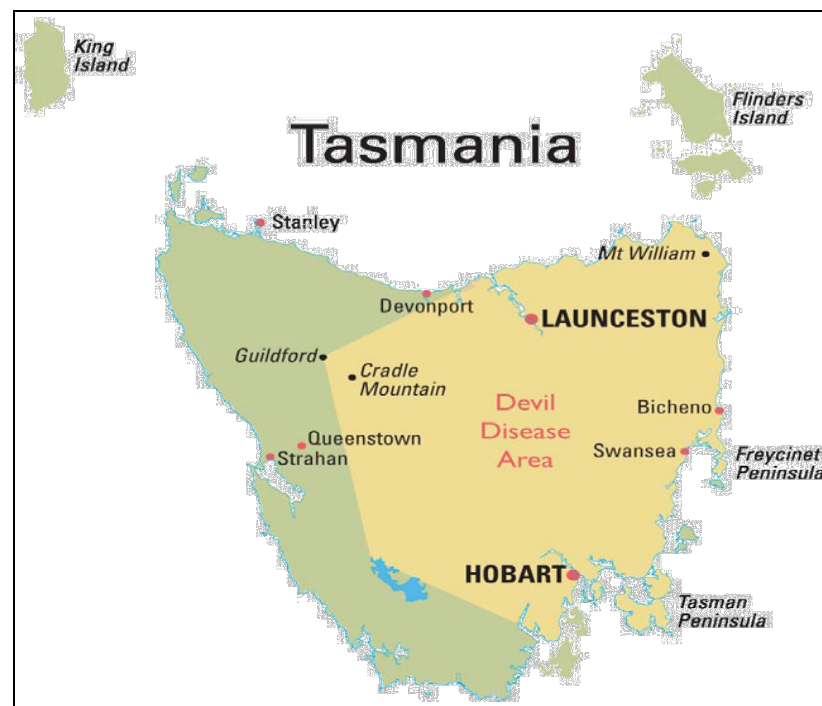 King
Island
Flinders
Island
Tasmania
Stanley
Mt William
Devonport
LAUNCESTON
Guildford
Cradle
Mountain
Devil
Disease
Area
Bicheno
Queenstown
Strahan
Swansea
Freycinet
Peninsula
HOBART
Tasman
Peninsula